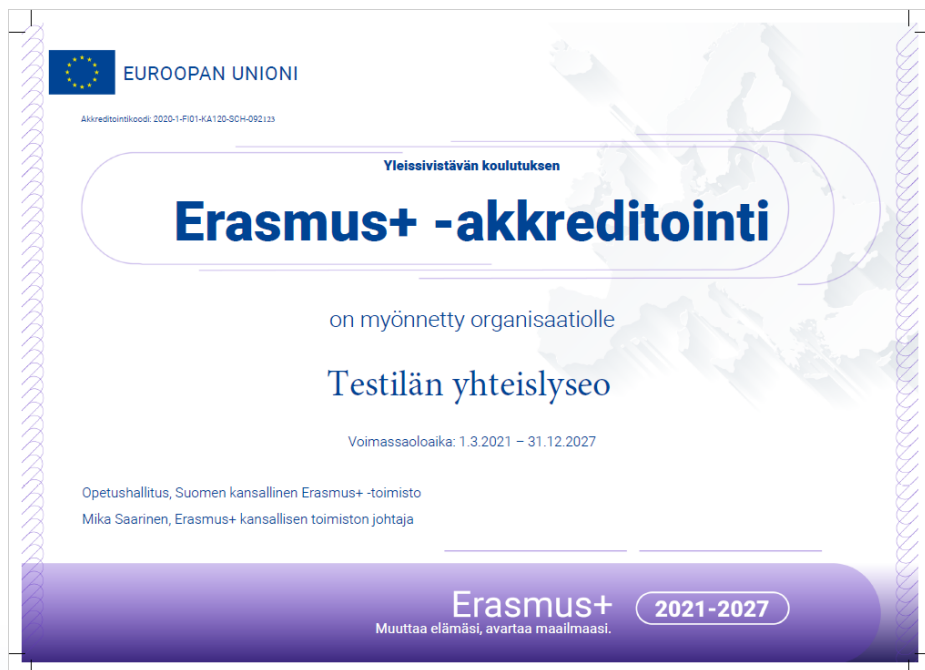 EUROOPAN UNIONI
Akkreditointikoodi: 2020-1-FI01-KA120-SCH-092123
Yleissivistävän koulutuksen
Erasmus+ -akkreditointi
on myönnetty organisaatiolle
Testilän yhteislyseo
Voimassaoloaika: 1.3.2021 – 31.12.2027
Opetushallitus, Suomen kansallinen Erasmus+ -toimisto
Mika Saarinen, Erasmus+ kansallisen toimiston johtaja
Erasmus+ 2021-2027
Muuttaa elämäsi, avartaa maailmaasi.